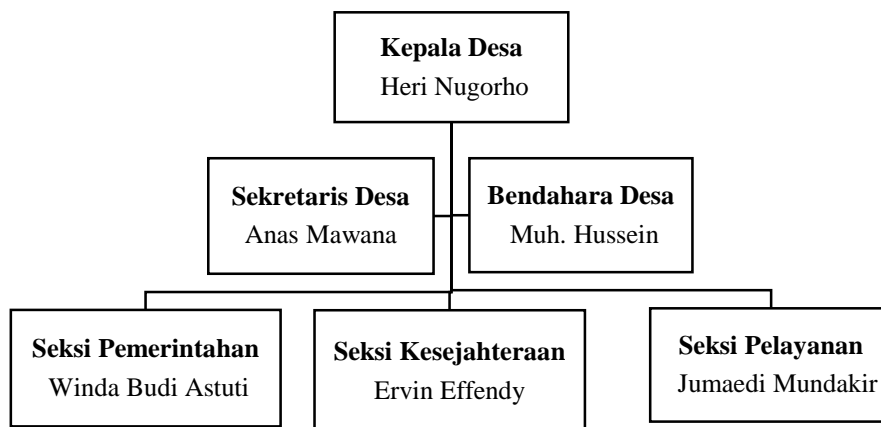 Kepala Desa
Heri Nugorho
Sekretaris Desa
Anas Mawana
Bendahara Desa
Muh. Hussein
Seksi Pemerintahan
Winda Budi Astuti
Seksi Kesejahteraan
Ervin Effendy
Seksi Pelayanan
Jumaedi Mundakir